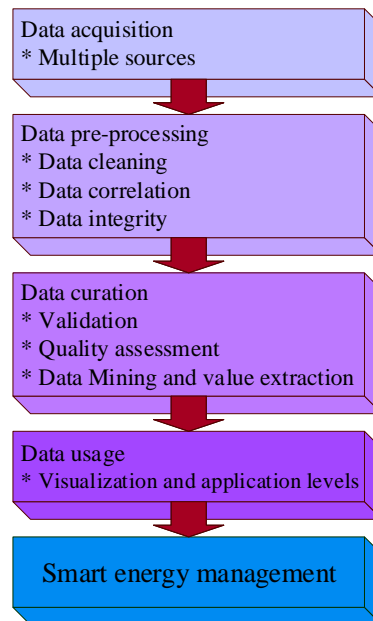 Data acquisition
* Multiple sources
Data pre-processing
* Data cleaning
* Data correlation
* Data integrity
Data curation
* Validation
* Quality assessment
* Data Mining and value extraction
Data usage
* Visualization and application levels
Smart energy management